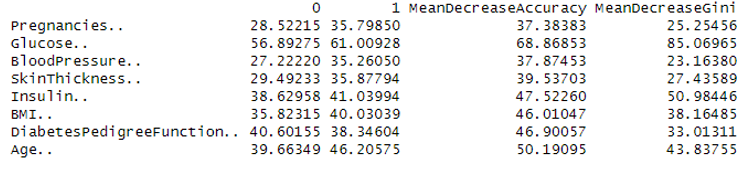 0 1 MeanDecreaseAccuracy MeanDecreaseGini
Pregnancies.. 28.52215 35.79850 37.38383 25.25456
Glucose.. 56.89275 61.00928 68.86853 85.06965
BloodPressure.. 27.22220 35.26050 37.87453 23.16380
SkinThickness.. 29.49233 35.87794 39.53703 27.43589
Insulin.. 38.62958 41.03994 47.52260 50.98446
BMI.. 35.82315 40.03039 46.01047 38.16485
DiabetesPedigreeFunction.. 40.60155 38.34604 46.90057 33.01311
Age.. 39.66349 46.20575 50.19095 43.83755